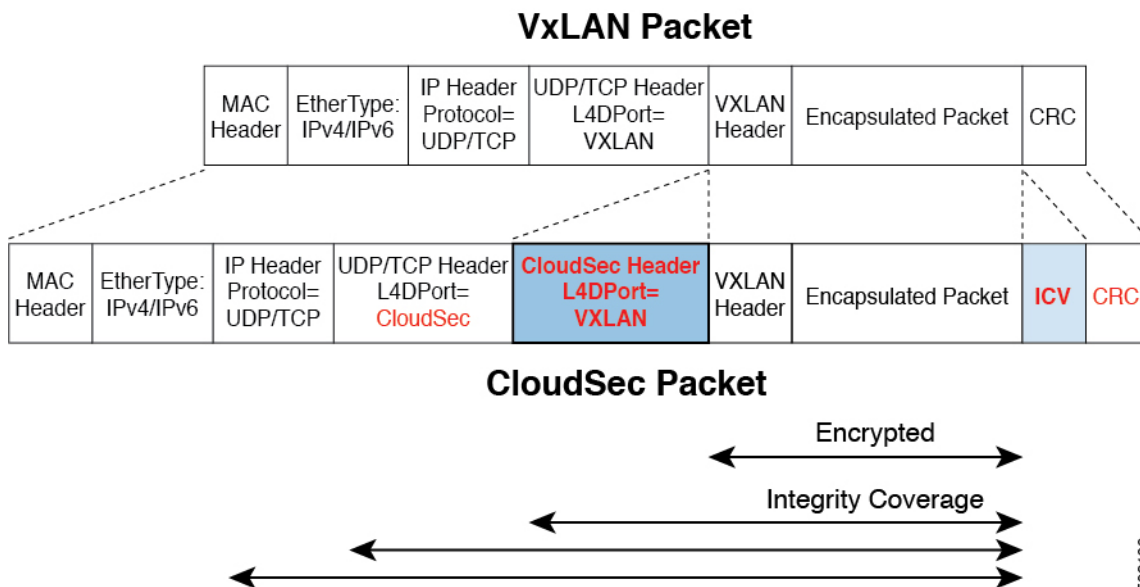 VxLAN Packet
MAC
Header
EtherType:
IPv4/IPv6
IP Header
Protocol=
UDP/TCP
UDP/TCP Header
L4DPort=
VXLAN
VXLAN
Header
Encapsulated Packet
CRC
MAC
Header
EtherType:
IPv4/IPv6
IP Header
Protocol=
UDP/TCP
UDP/TCP Header
L4DPort=
CloudSec
CloudSec Header
L4DPort=
VXLAN
VXLAN
Header
Encapsulated Packet
ICV
CRC
CloudSec Packet
Encrypted
Integrity Coverage